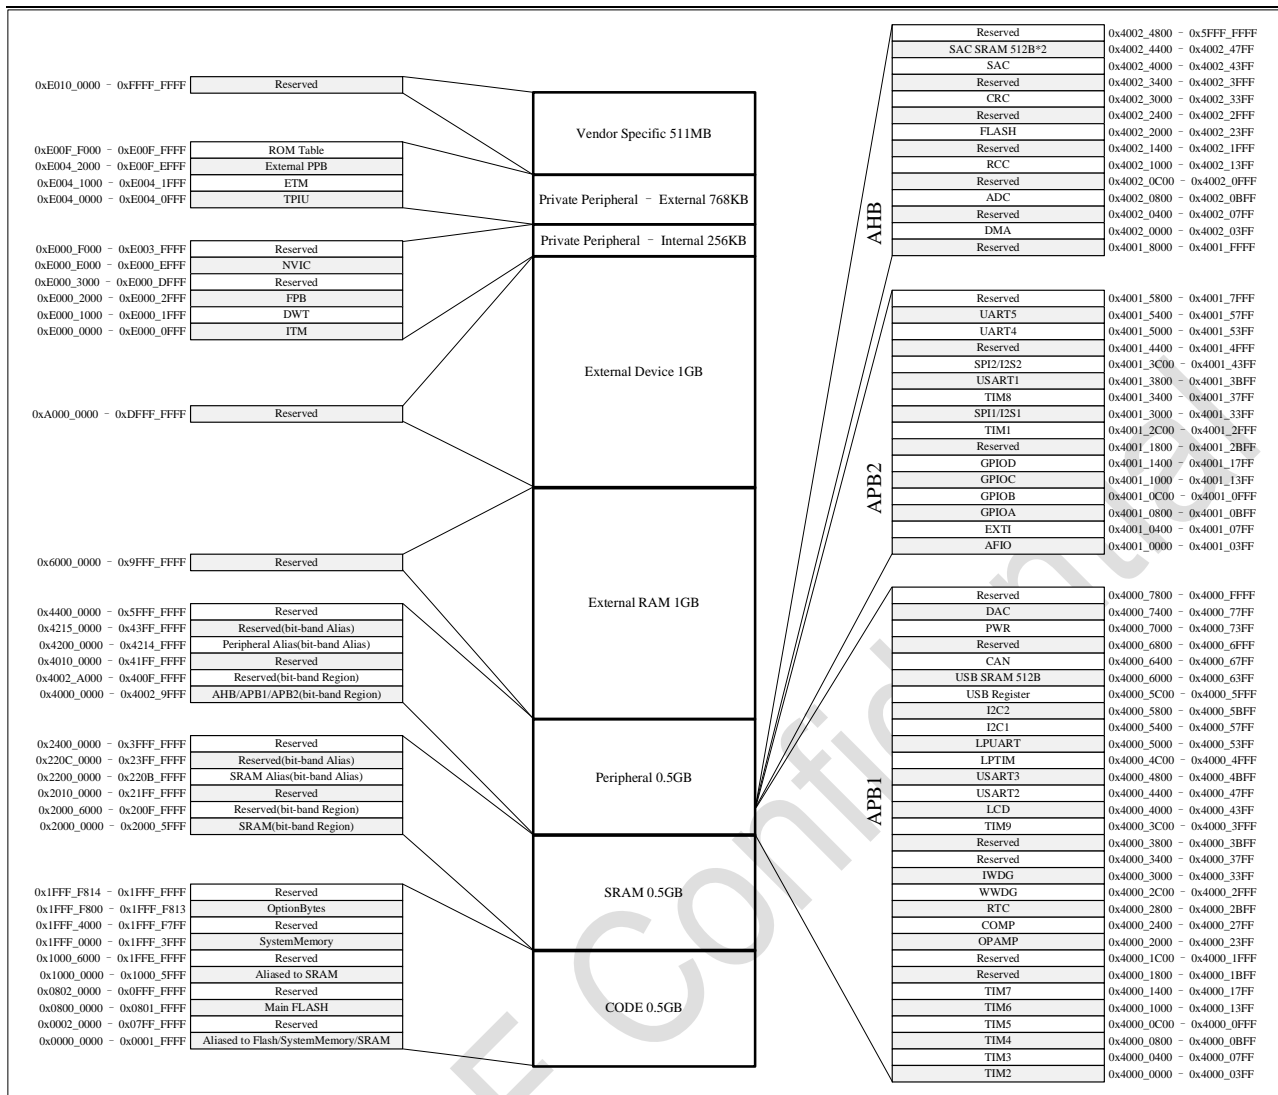 0xE010_0000 - 0xFFFF_FFFF Reserved
0xE00F_F000 - 0xE00F_FFFF ROM Table
0xE004_2000 - 0xE00F_EFFF External PPB
0xE004_1000 - 0xE004_1FFF ETM
0xE004_0000 - 0xE004_0FFF TPIU
0xE000_F000 - 0xE003_FFFF Reserved
0xE000_E000 - 0xE000_EFFF NVIC
0xE000_3000 - 0xE000_DFFF Reserved
0xE000_2000 - 0xE000_2FFF FPB
0xE000_1000 - 0xE000_1FFF DWT
0xE000_0000 - 0xE000_0FFF ITM
0xA000_0000 - 0xDFFF_FFFF Reserved
0x6000_0000 - 0x9FFF_FFFF Reserved
0x4400_0000 - 0x5FFF_FFFF Reserved
0x4215_0000 - 0x43FF_FFFF Reserved(bit-band Alias)
0x4200_0000 - 0x4214_FFFF Peripheral Alias(bit-band Alias)
0x4010_0000 - 0x41FF_FFFF Reserved
0x4002_A000 - 0x400F_FFFF Reserved(bit-band Region)
0x4000_0000 - 0x4002_9FFF AHB/APB1/APB2(bit-band Region)
0x2400_0000 - 0x3FFF_FFFF Reserved
0x220C_0000 - 0x23FF_FFFF Reserved(bit-band Alias)
0x2200_0000 - 0x220B_FFFF SRAM Alias(bit-band Alias)
0x2010_0000 - 0x21FF_FFFF Reserved
0x2000_6000 - 0x200F_FFFF Reserved(bit-band Region)
0x2000_0000 - 0x2000_5FFF SRAM(bit-band Region)
0x1FFF_F814 - 0x1FFF_FFFF Reserved
0x1FFF_F800 - 0x1FFF_F813 OptionBytes
0x1FFF_4000 - 0x1FFF_F7FF Reserved
0x1FFF_0000 - 0x1FFF_3FFF SystemMemory
0x1000_6000 - 0x1FFE_FFFF Reserved
0x1000_0000 - 0x1000_5FFF Aliased to SRAM
0x0802_0000 - 0x0FFF_FFFF Reserved
0x0800_0000 - 0x0801_FFFF Main FLASH
0x0002_0000 - 0x07FF_FFFF Reserved
0x0000_0000 - 0x0001_FFFF Aliased to Flash/SystemMemory/SRAM
Vendor Specific 511MB
Private Peripheral - External 768KB
Private Peripheral - Internal 256KB
External Device 1GB
External RAM 1GB
Peripheral 0.5GB
SRAM 0.5GB
CODE 0.5GB
AHB
Reserved 0x4002_4800 - 0x5FFF_FFFF
SAC SRAM 512B*2 0x4002_4400 - 0x4002_47FF
SAC 0x4002_4000 - 0x4002_43FF
Reserved 0x4002_3400 - 0x4002_3FFF
CRC 0x4002_3000 - 0x4002_33FF
Reserved 0x4002_2400 - 0x4002_2FFF
FLASH 0x4002_2000 - 0x4002_23FF
Reserved 0x4002_1400 - 0x4002_1FFF
RCC 0x4002_1000 - 0x4002_13FF
Reserved 0x4002_0C00 - 0x4002_0FFF
ADC 0x4002_0800 - 0x4002_0BFF
Reserved 0x4002_0400 - 0x4002_07FF
DMA 0x4002_0000 - 0x4002_03FF
Reserved 0x4001_8000 - 0x4001_FFFF
APB2
Reserved 0x4001_5800 - 0x4001_7FFF
UART5 0x4001_5400 - 0x4001_57FF
UART4 0x4001_5000 - 0x4001_53FF
Reserved 0x4001_4400 - 0x4001_4FFF
SPI2/I2S2 0x4001_3C00 - 0x4001_43FF
USART1 0x4001_3800 - 0x4001_3BFF
TIM8 0x4001_3400 - 0x4001_37FF
SPI1/I2S1 0x4001_3000 - 0x4001_33FF
TIM1 0x4001_2C00 - 0x4001_2FFF
Reserved 0x4001_1800 - 0x4001_2BFF
GPIOD 0x4001_1400 - 0x4001_17FF
GPIOC 0x4001_1000 - 0x4001_13FF
GPIOB 0x4001_0C00 - 0x4001_0FFF
GPIOA 0x4001_0800 - 0x4001_0BFF
EXTI 0x4001_0400 - 0x4001_07FF
AFIO 0x4001_0000 - 0x4001_03FF
APB1
Reserved 0x4000_7800 - 0x4000_FFFF
DAC 0x4000_7400 - 0x4000_77FF
PWR 0x4000_7000 - 0x4000_73FF
Reserved 0x4000_6800 - 0x4000_6FFF
CAN 0x4000_6400 - 0x4000_67FF
USB SRAM 512B 0x4000_6000 - 0x4000_63FF
USB Register 0x4000_5C00 - 0x4000_5FFF
I2C2 0x4000_5800 - 0x4000_5BFF
I2C1 0x4000_5400 - 0x4000_57FF
LPUART 0x4000_5000 - 0x4000_53FF
LPTIM 0x4000_4C00 - 0x4000_4FFF
USART3 0x4000_4800 - 0x4000_4BFF
USART2 0x4000_4400 - 0x4000_47FF
LCD 0x4000_4000 - 0x4000_43FF
TIM9 0x4000_3C00 - 0x4000_3FFF
Reserved 0x4000_3800 - 0x4000_3BFF
Reserved 0x4000_3400 - 0x4000_37FF
IWDG 0x4000_3000 - 0x4000_33FF
WWDG 0x4000_2C00 - 0x4000_2FFF
RTC 0x4000_2800 - 0x4000_2BFF
COMP 0x4000_2400 - 0x4000_27FF
OPAMP 0x4000_2000 - 0x4000_23FF
Reserved 0x4000_1C00 - 0x4000_1FFF
Reserved 0x4000_1800 - 0x4000_1BFF
TIM7 0x4000_1400 - 0x4000_17FF
TIM6 0x4000_1000 - 0x4000_13FF
TIM5 0x4000_0C00 - 0x4000_0FFF
TIM4 0x4000_0800 - 0x4000_0BFF
TIM3 0x4000_0400 - 0x4000_07FF
TIM2 0x4000_0000 - 0x4000_03FF